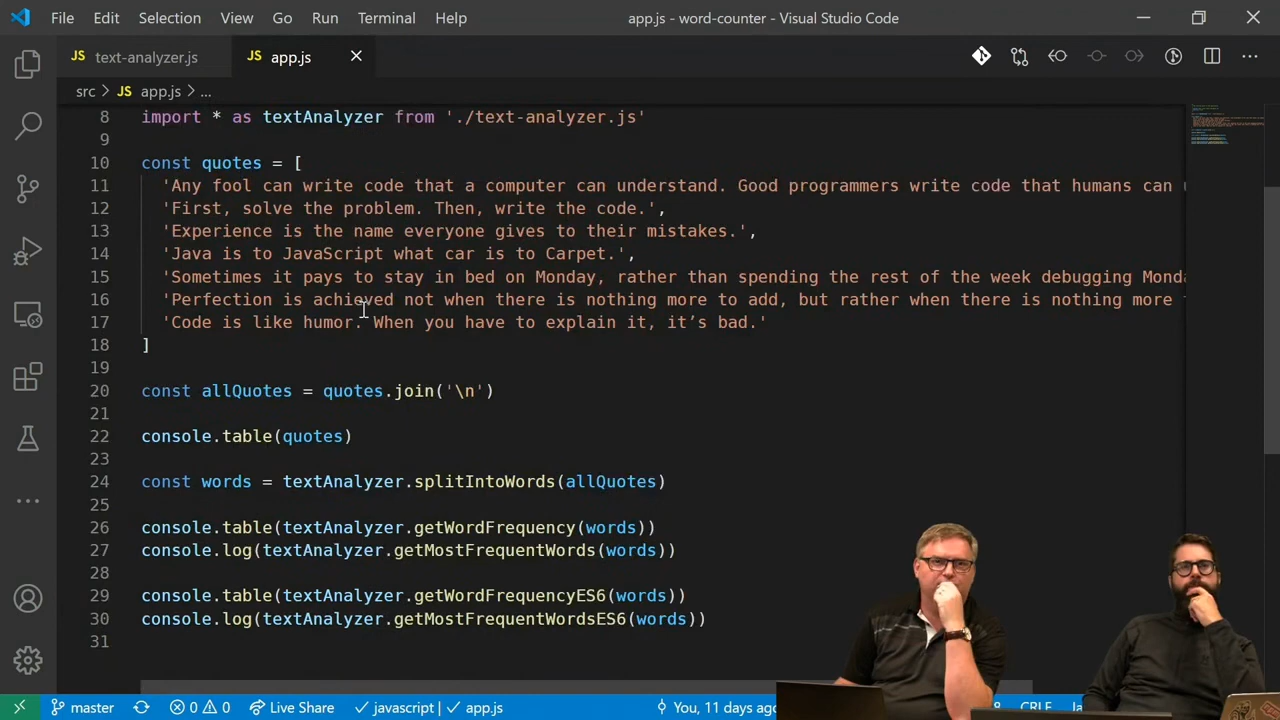 File Edit Selection View Go Run Terminal Help app.js - word-counter - Visual Studio Code
JS text-analyzer.js JS app.js
src > JS app.js > ...
8 import * as textAnalyzer from './text-analyzer.js'
9
10 const quotes = [
11 'Any fool can write code that a computer can understand. Good programmers write code that humans can
12 'First, solve the problem. Then, write the code.',
13 'Experience is the name everyone gives to their mistakes.',
14 'Java is to JavaScript what car is to Carpet.',
15 'Sometimes it pays to stay in bed on Monday, rather than spending the rest of the week debugging
16 'Perfection is achieved not when there is nothing more to add, but rather when there is nothing more
17 'Code is like humor. When you have to explain it, it’s bad.'
18 ]
19
20 const allQuotes = quotes.join('\n')
21
22 console.table(quotes)
23
24 const words = textAnalyzer.splitIntoWords(allQuotes)
25
26 console.table(textAnalyzer.getWordFrequency(words))
27 console.log(textAnalyzer.getMostFrequentWords(words))
28
29 console.table(textAnalyzer.getWordFrequencyES6(words))
30 console.log(textAnalyzer.getMostFrequentWordsES6(words))
31
master 0 0 Live Share javascript | app.js You, 11 days ago CRLF